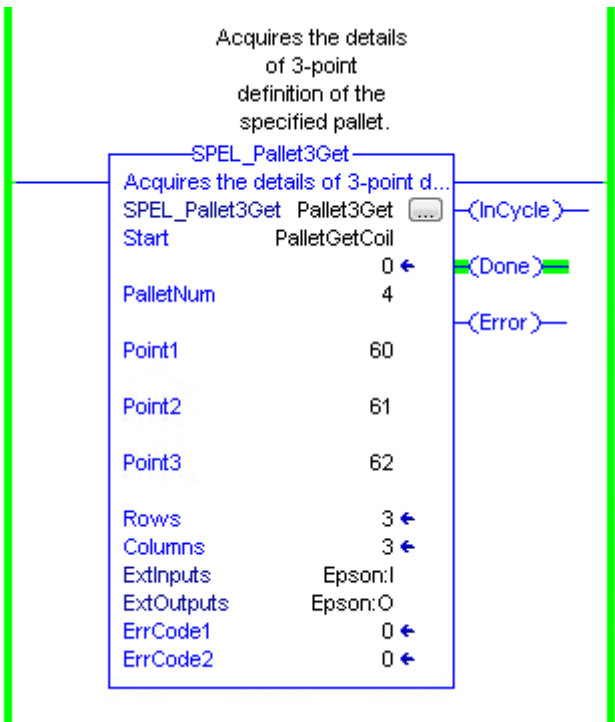 Acquires the details
of 3-point
definition of the
specified pallet.
SPEL_Pallet3Get
Acquires the details of 3-point d...
SPEL_Pallet3Get Pallet3Get ...
(InCycle)
Start PalletGetCoil
0
(Done)
PalletNum 4
(Error)
Point1 60
Point2 61
Point3 62
Rows 3
Columns 3
ExtInputs Epson:I
ExtOutputs Epson:O
ErrCode1 0
ErrCode2 0